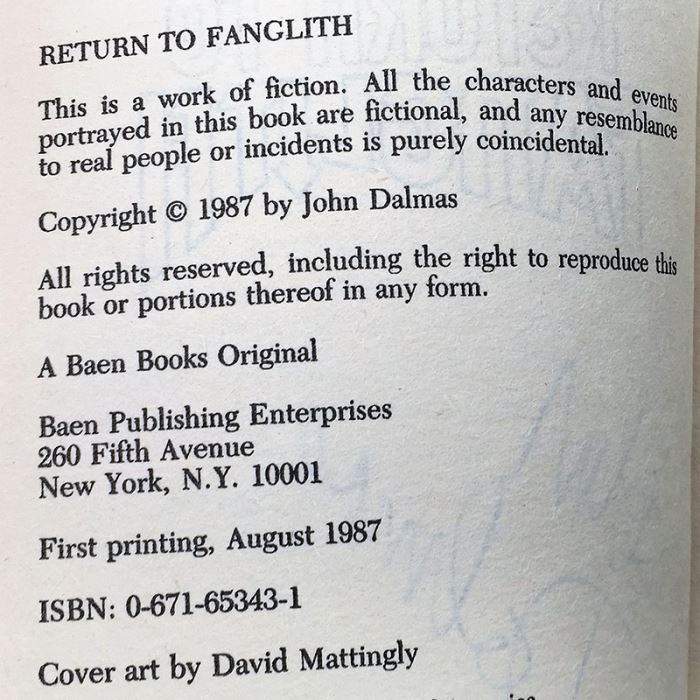 RETURN TO FANGLITH
This is a work of fiction. All the characters and events
portrayed in this book are fictional, and any resemblance
to real people or incidents is purely coincidental.
Copyright © 1987 by John Dalmas
All rights reserved, including the right to reproduce this
book or portions thereof in any form.
A Baen Books Original
Baen Publishing Enterprises
260 Fifth Avenue
New York, N.Y. 10001
First printing, August 1987
ISBN: 0-671-65343-1
Cover art by David Mattingly